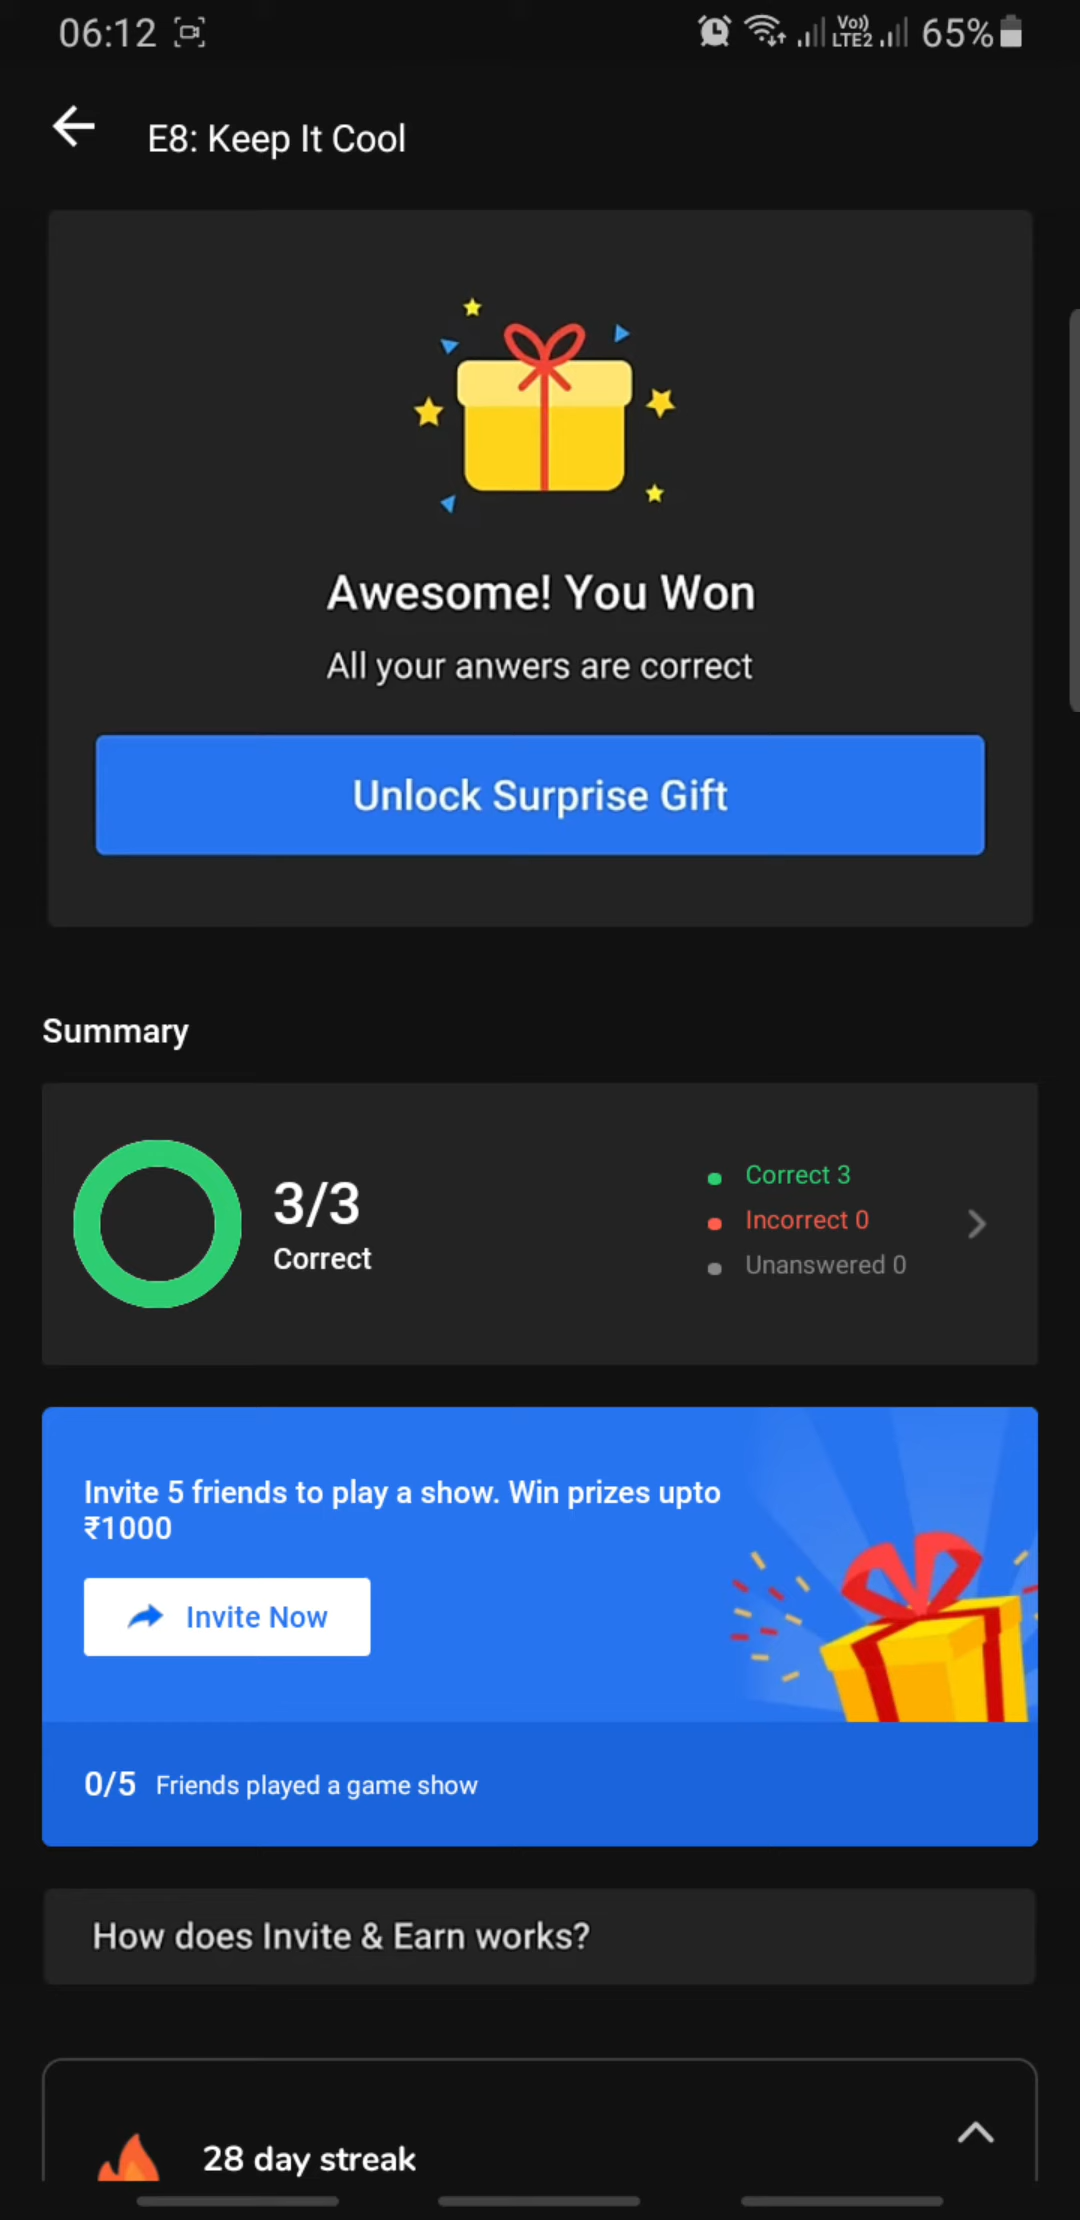 06:12
Vo))
LTE2
65%
E8: Keep It Cool
Awesome! You Won
All your anwers are correct
Unlock Surprise Gift
Summary
3/3
Correct
Correct 3
Incorrect 0
Unanswered 0
Invite 5 friends to play a show. Win prizes upto
₹1000
Invite Now
0/5 Friends played a game show
How does Invite & Earn works?
28 day streak